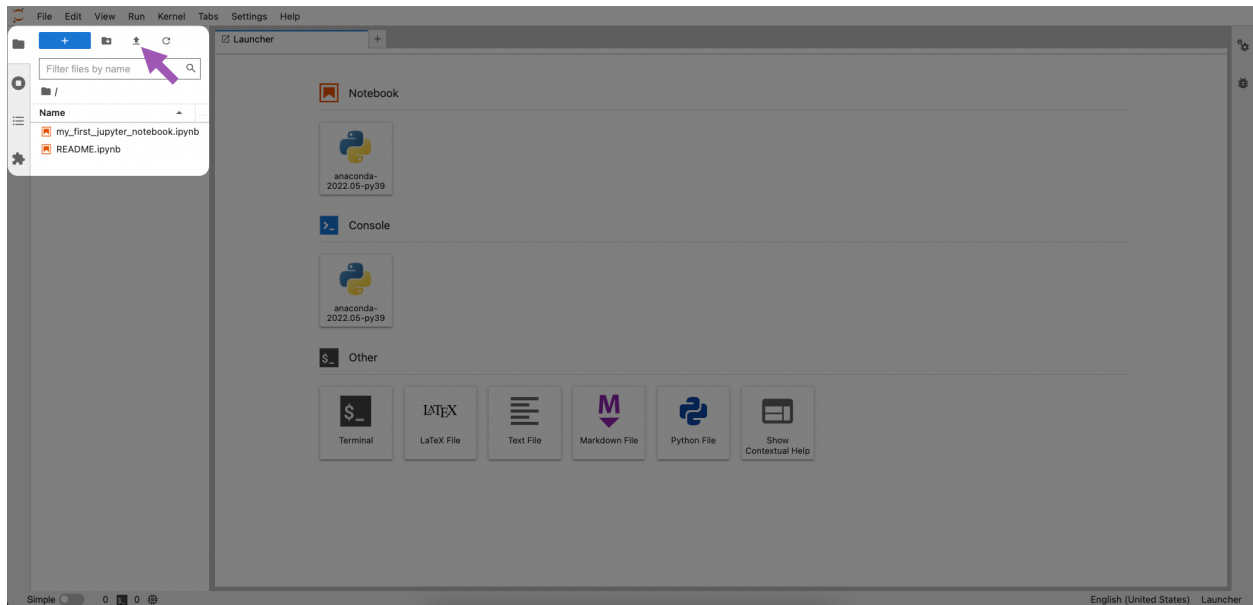 File Edit View Run Kernel Tabs Settings Help
+
Launcher +
Filter files by name
/
Name
...
my_first_jupyter_notebook.ipynb
README.ipynb
Notebook
anaconda-
2022.05-py39
>_ Console
anaconda-
2022.05-py39
$_ Other
$_
Terminal
LATEX
LaTeX File
Text File
M
Markdown File
Python File
Show
Contextual Help
Simple 0 $_ 0
English (United States) Launcher